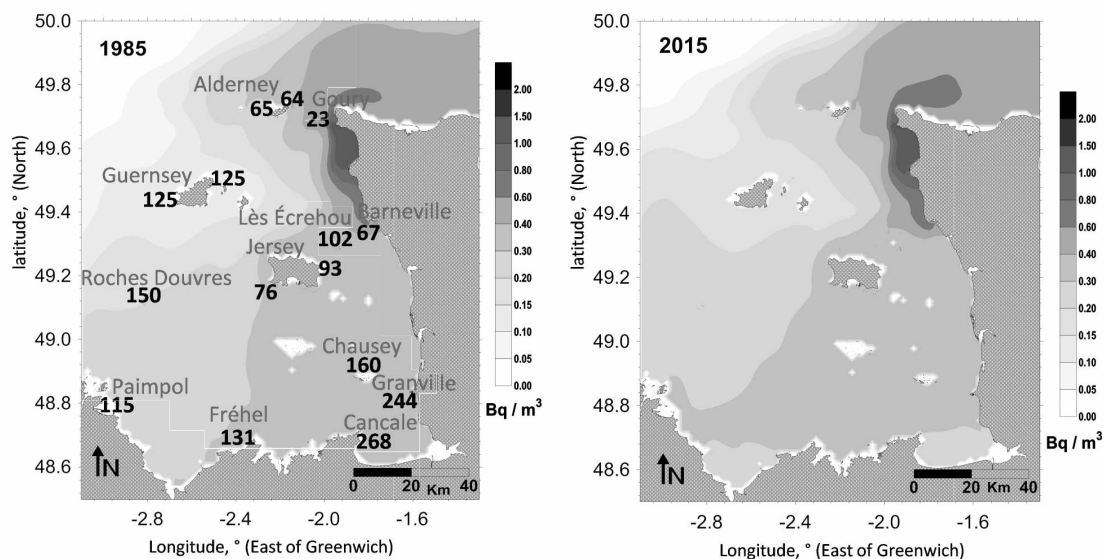 1985
50.0
49.8
49.6
49.4
49.2
49.0
48.8
48.6
latitude, ° (North)
Alderney
65 64
Goury
23
Guernsey
125
125
Lès Écrehou
102
Barneville
67
Jersey
93
76
Roches Douvres
150
Chausey
160
Granville
244
Paimpol
115
Fréhel
131
Cancale
268
N
0 20 40
Km
-2.8 -2.4 -2.0 -1.6
Longitude, ° (East of Greenwich)
2.00
1.50
1.00
0.80
0.60
0.40
0.30
0.20
0.15
0.10
0.05
0.00
Bq / m³
2015
50.0
49.8
49.6
49.4
49.2
49.0
48.8
48.6
latitude, ° (North)
N
0 20 40
Km
-2.8 -2.4 -2.0 -1.6
Longitude, ° (East of Greenwich)
2.00
1.50
1.00
0.80
0.60
0.40
0.30
0.20
0.15
0.10
0.05
0.00
Bq / m³